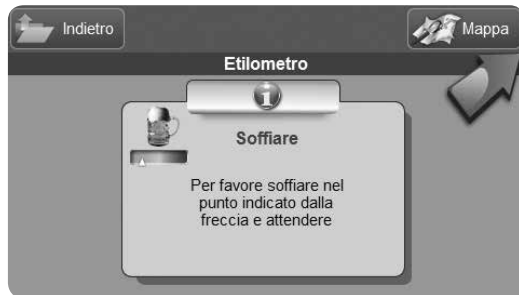 Indietro
Mappa
Etilometro
Soffiare
Per favore soffiare nel
punto indicato dalla
freccia e attendere